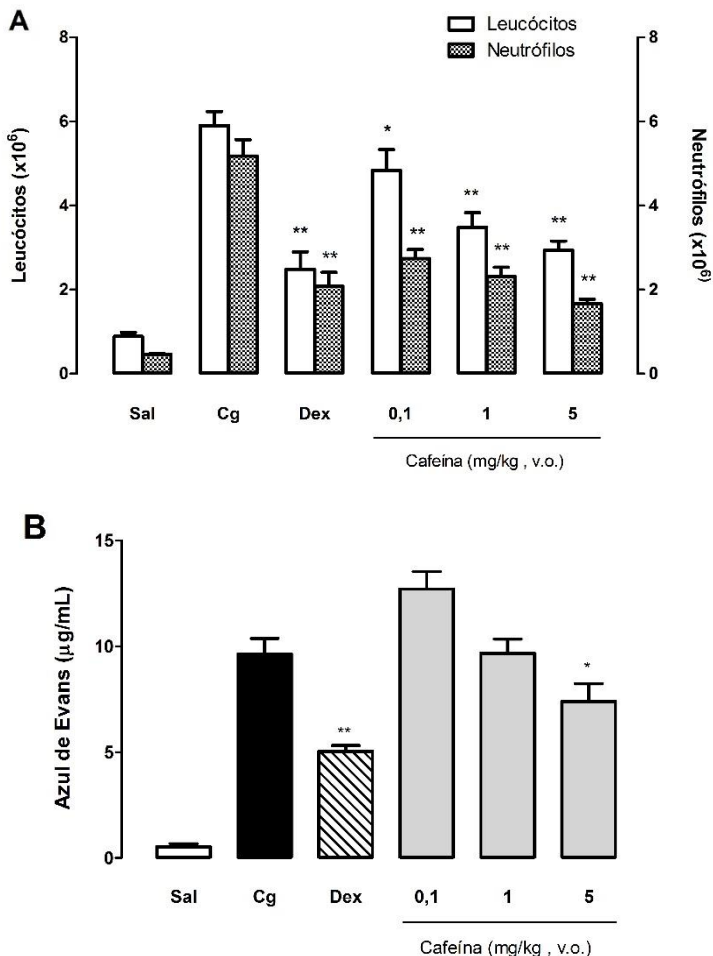 A
Leucócitos
Neutrófilos
8
6
4
2
0
Leucócitos (x10⁶)
8
6
4
2
0
Neutrófilos (x10⁶)
*
**
**
**
**
**
**
**
Sal Cg Dex 0,1 1 5
Cafeína (mg/kg , v.o.)
B
15
10
5
0
Azul de Evans (µg/mL)
**
*
Sal Cg Dex 0,1 1 5
Cafeína (mg/kg , v.o.)